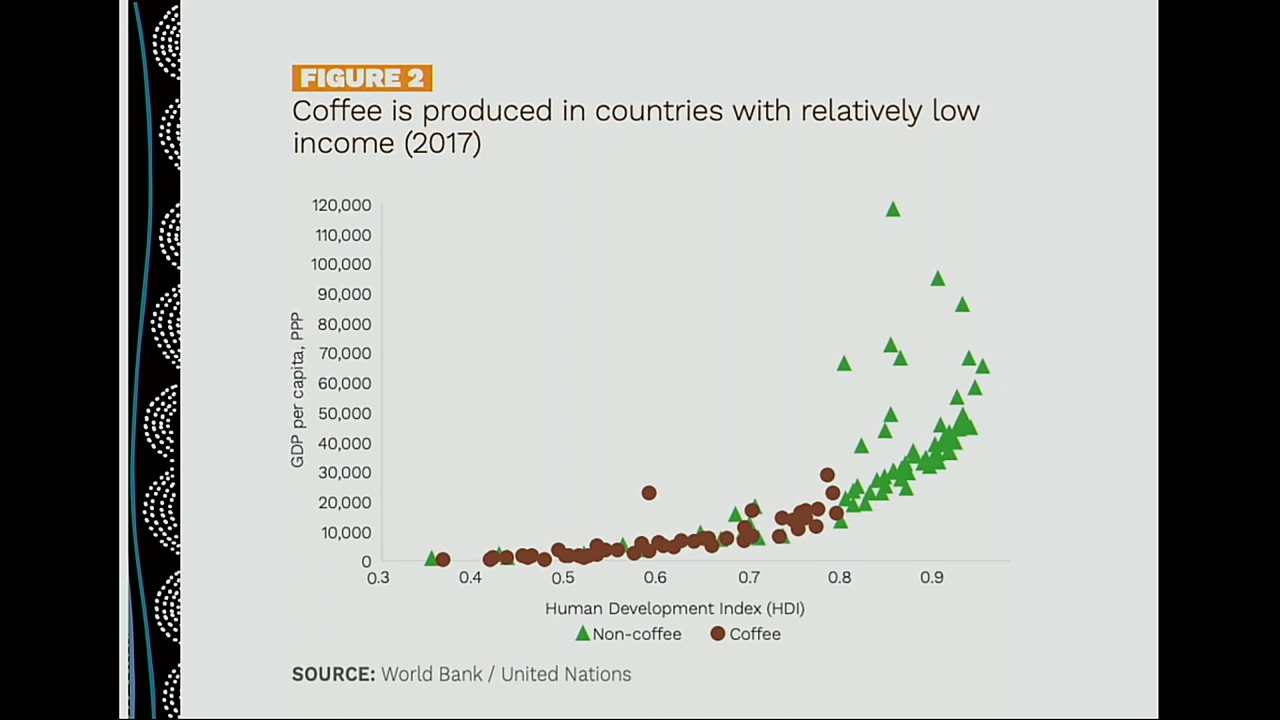 FIGURE 2
Coffee is produced in countries with relatively low
income (2017)
120,000
110,000
100,000
90,000
80,000
70,000
60,000
50,000
40,000
30,000
20,000
10,000
0
GDP per capita, PPP
0.3 0.4 0.5 0.6 0.7 0.8 0.9
Human Development Index (HDI)
Non-coffee Coffee
SOURCE: World Bank / United Nations